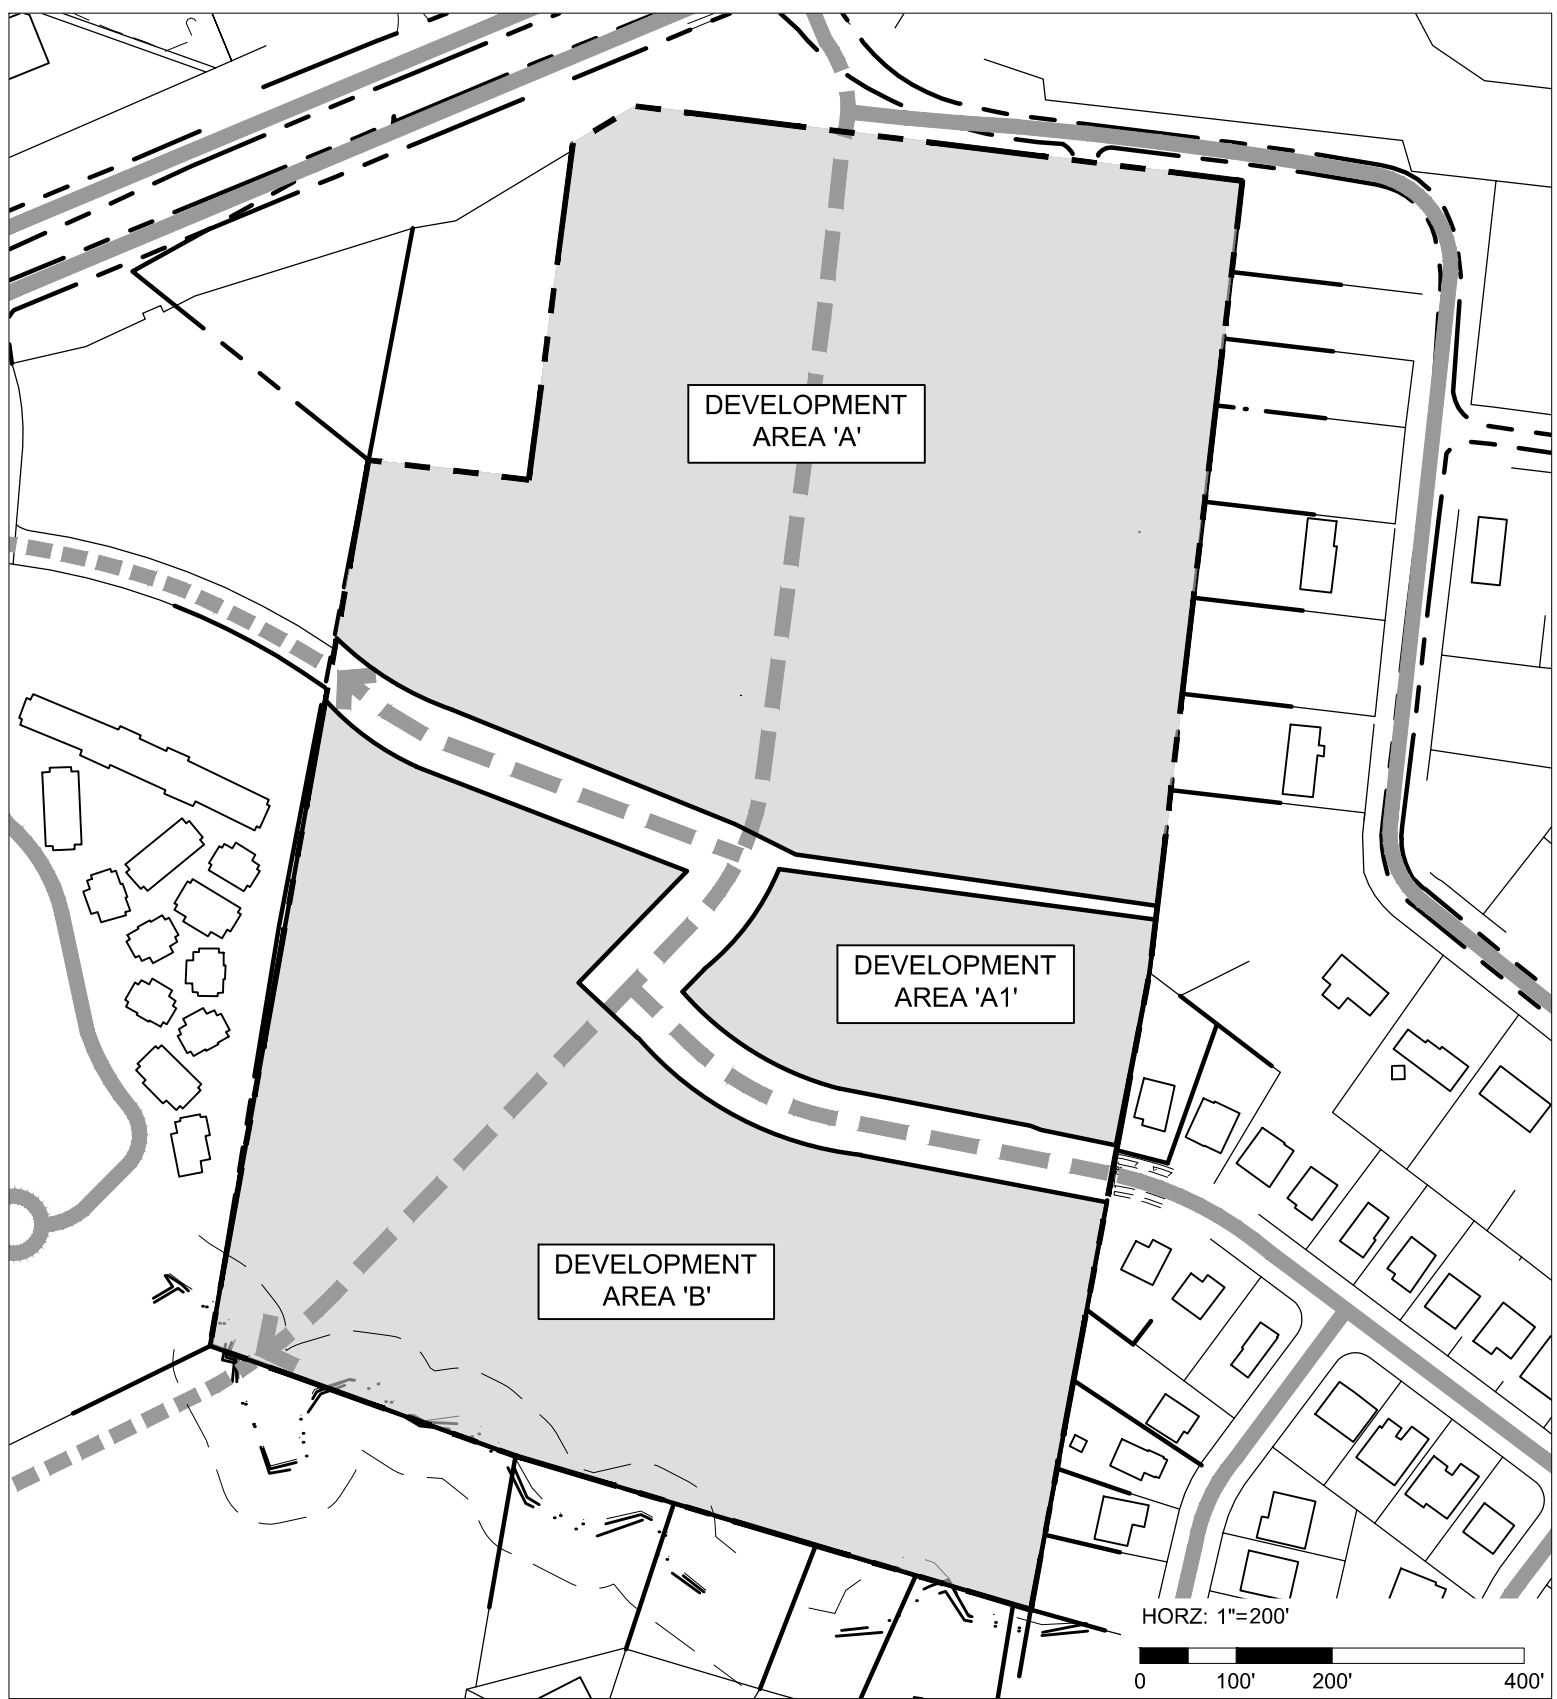 DEVELOPMENT
AREA 'A'
DEVELOPMENT
AREA 'A1'
DEVELOPMENT
AREA 'B'
HORZ: 1"=200'
0 100' 200' 400'